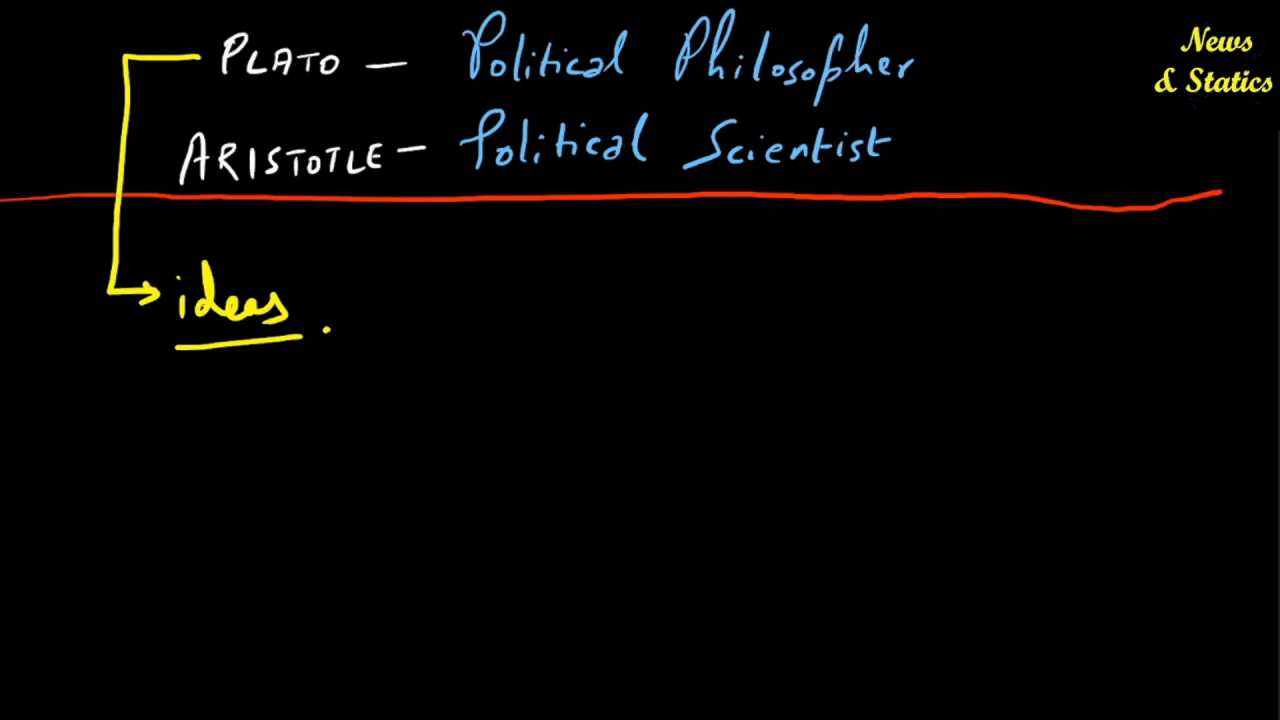 PLATO — Political Philosopher
ARISTOTLE — Political Scientist
ideas .
News
& Statics